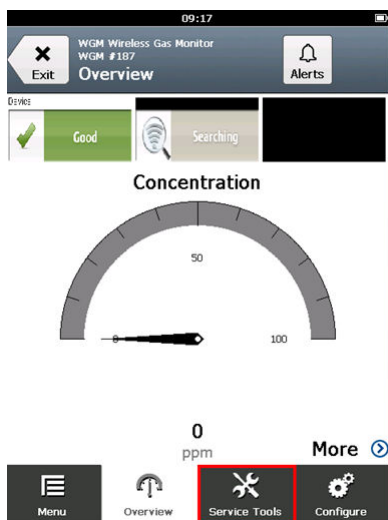 09:17
WGM Wireless Gas Monitor
WGM #187
Exit
Overview
Alerts
Device
Good
Searching
Concentration
50
0
100
0
ppm
More
Menu
Overview
Service Tools
Configure